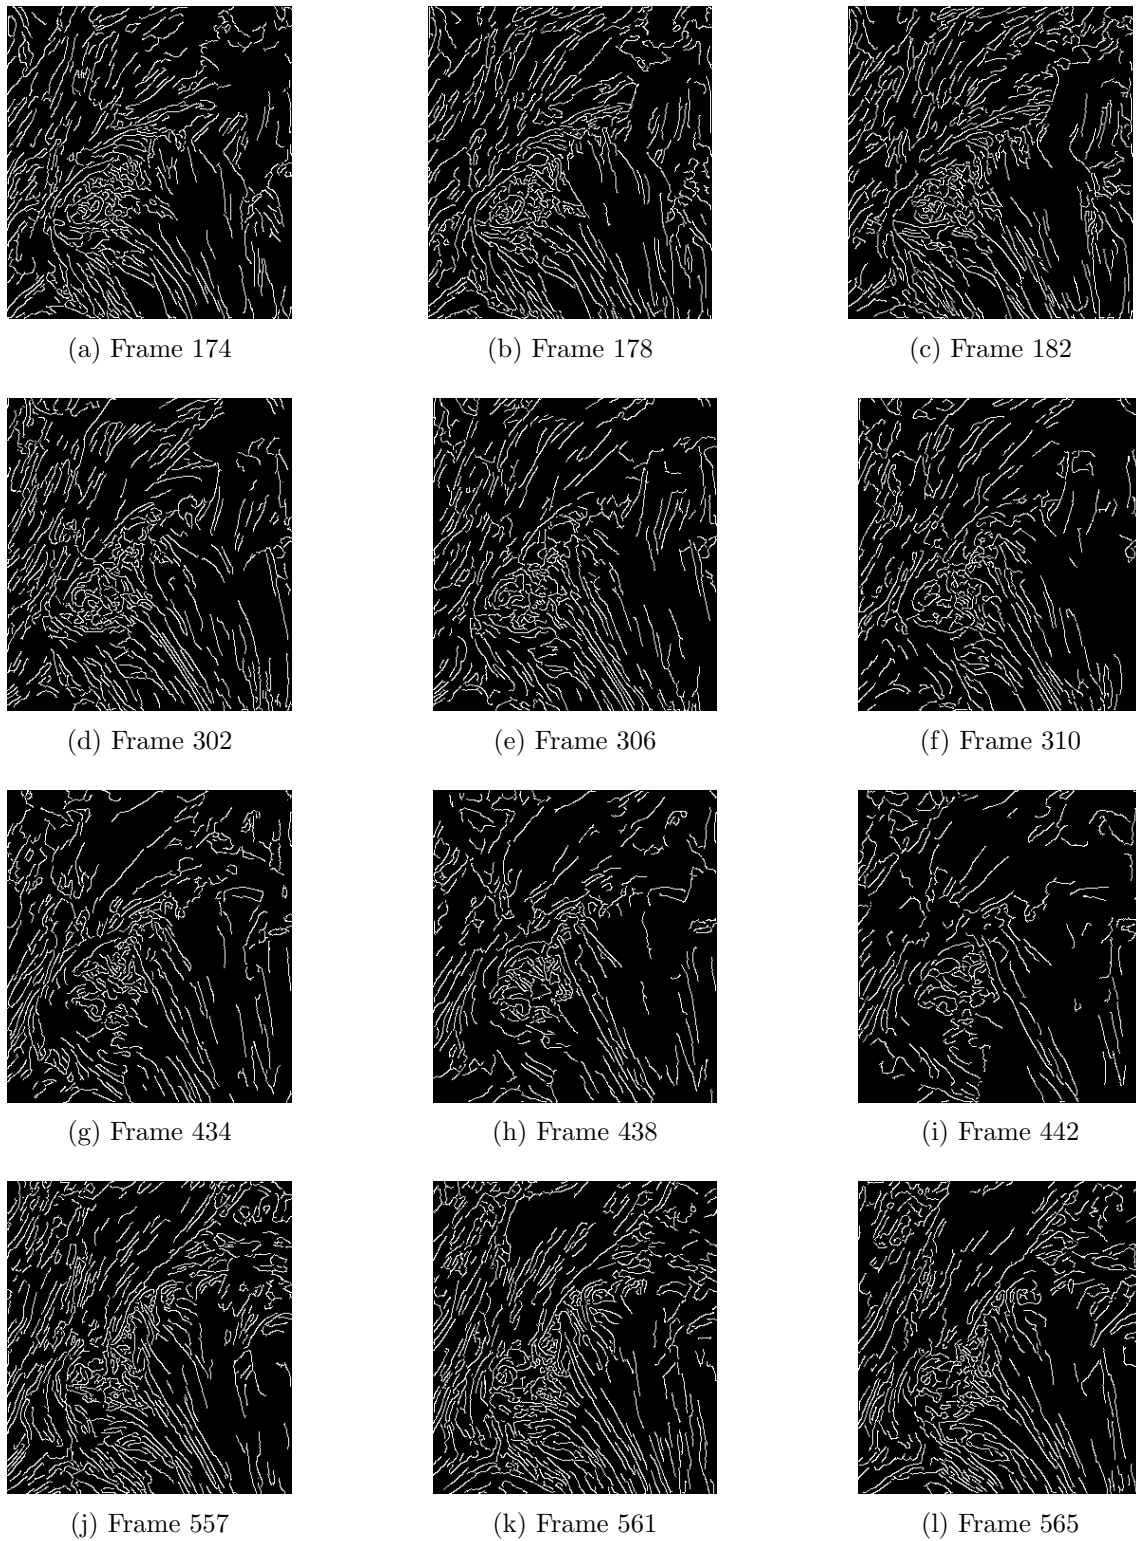 (a) Frame 174
(b) Frame 178
(c) Frame 182
(d) Frame 302
(e) Frame 306
(f) Frame 310
(g) Frame 434
(h) Frame 438
(i) Frame 442
(j) Frame 557
(k) Frame 561
(l) Frame 565